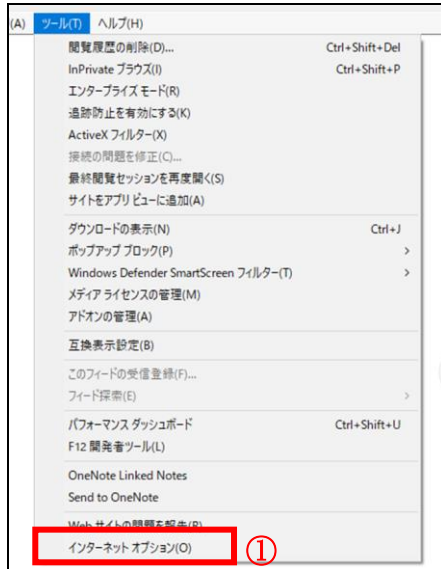 (A) ツール(T) ヘルプ(H)
閲覧履歴の削除(D)... Ctrl+Shift+Del
InPrivate ブラウズ(I) Ctrl+Shift+P
エンタープライズ モード(R)
追跡防止を有効にする(K)
ActiveX フィルター(X)
接続の問題を修正(C)...
最終閲覧セッションを再度開く(S)
サイトをアプリ ビューに追加(A)
ダウンロードの表示(N) Ctrl+J
ポップアップ ブロック(P) >
Windows Defender SmartScreen フィルター(T) >
メディア ライセンスの管理(M)
アドオンの管理(A)
互換表示設定(B)
このフィードの受信登録(F)...
フィード探索(E) >
パフォーマンス ダッシュボード Ctrl+Shift+U
F12 開発者ツール(L)
OneNote Linked Notes
Send to OneNote
Web サイトの問題を報告(R)
インターネット オプション(O) ①